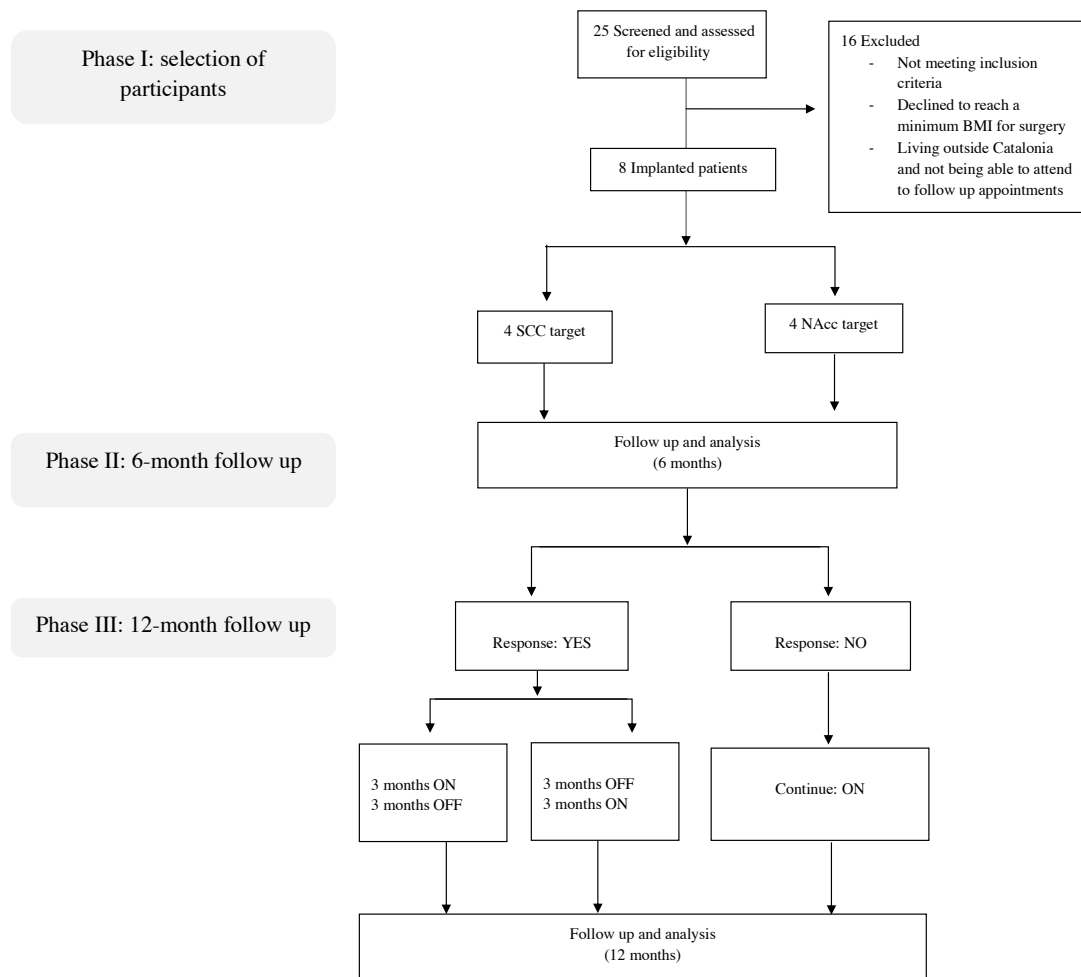 Phase I: selection of
participants
25 Screened and assessed
for eligibility
16 Excluded
- Not meeting inclusion
criteria
- Declined to reach a
minimum BMI for surgery
- Living outside Catalonia
and not being able to attend
to follow up appointments
8 Implanted patients
4 SCC target
4 NAcc target
Phase II: 6-month follow up
Follow up and analysis
(6 months)
Phase III: 12-month follow up
Response: YES
Response: NO
3 months ON
3 months OFF
3 months OFF
3 months ON
Continue: ON
Follow up and analysis
(12 months)